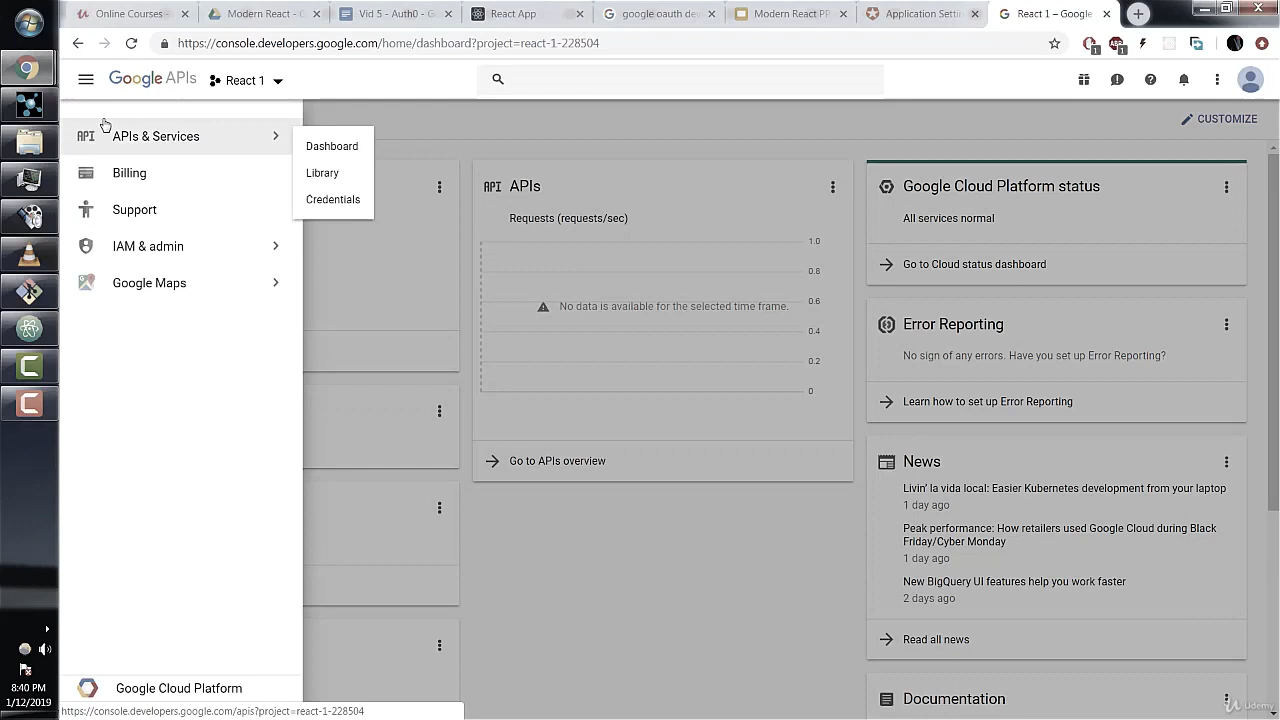 Online Courses -
Modern React - C
Vid 5 - Auth0 - G
React App
google oauth dev
Modern React PP
Application Settin
React 1 – Google
https://console.developers.google.com/home/dashboard?project=react-1-228504
1
1
Google APIs
React 1
CUSTOMIZE
API
APIs & Services
Dashboard
Library
Credentials
Billing
Support
IAM & admin
Google Maps
API
APIs
Requests (requests/sec)
1.0
0.8
0.6
0.4
0.2
0
No data is available for the selected time frame.
Go to APIs overview
Google Cloud Platform status
All services normal
Go to Cloud status dashboard
Error Reporting
No sign of any errors. Have you set up Error Reporting?
Learn how to set up Error Reporting
News
Livin' la vida local: Easier Kubernetes development from your laptop
1 day ago
Peak performance: How retailers used Google Cloud during Black
Friday/Cyber Monday
1 day ago
New BigQuery UI features help you work faster
2 days ago
Read all news
Documentation
Google Cloud Platform
https://console.developers.google.com/apis?project=react-1-228504
8:40 PM
1/12/2019
Udemy